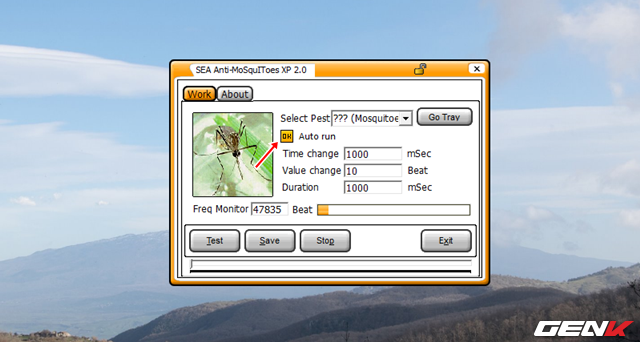 SEA Anti-MoSquIToes XP 2.0
Work About
Select Pest ??? (Mosquitoe Go Tray
OK Auto run
Time change 1000 mSec
Value change 10 Beat
Duration 1000 mSec
Freq Monitor 47835 Beat
Test Save Stop Exit
GENK